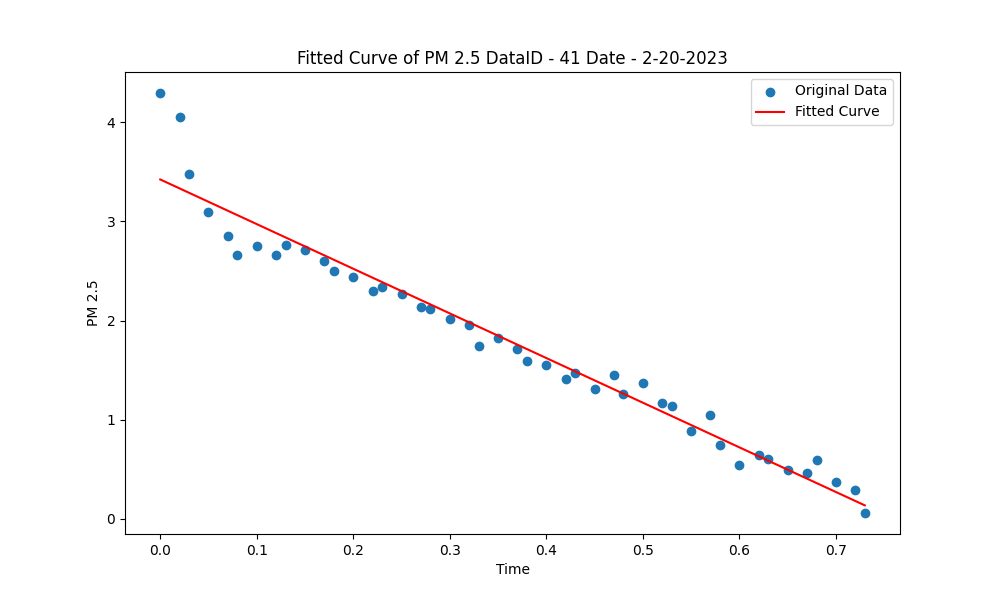 Fitted Curve of PM 2.5 DataID - 41 Date - 2-20-2023
Original Data
Fitted Curve
4
3
2
1
0
PM 2.5
0.0 0.1 0.2 0.3 0.4 0.5 0.6 0.7
Time